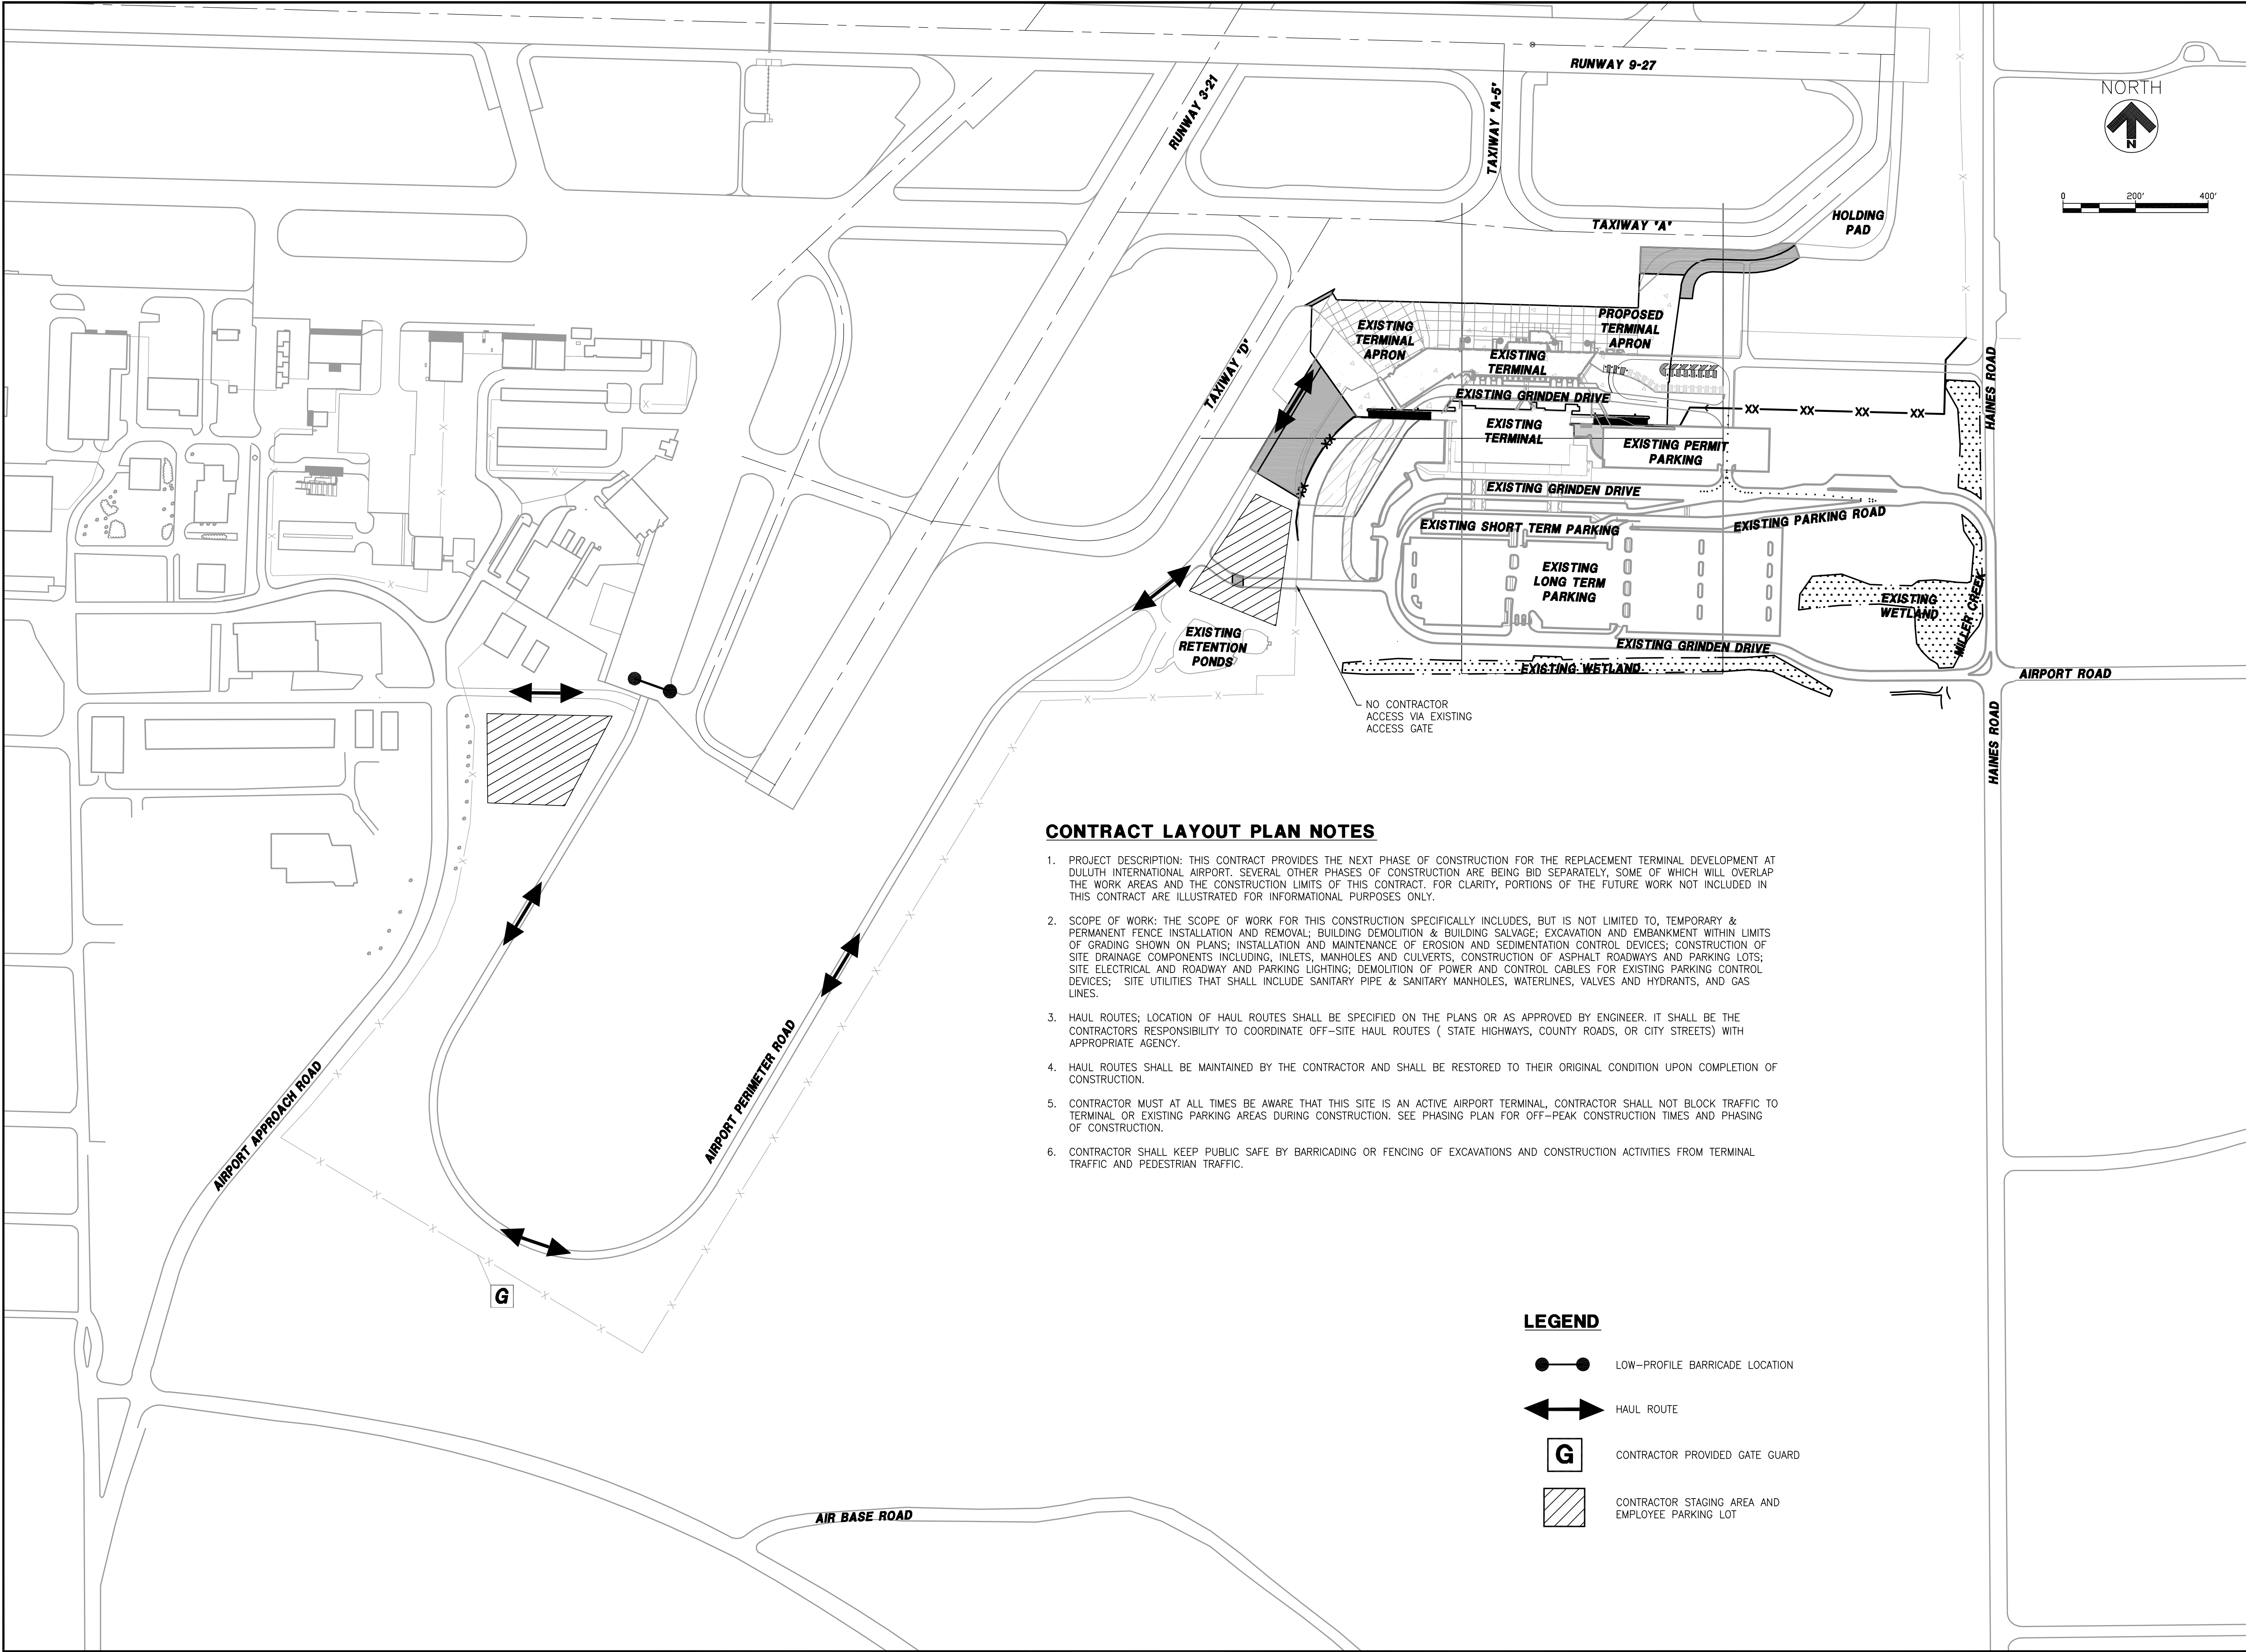 RUNWAY 9-27
NORTH
N
0 200' 400'
RUNWAY 3-21
TAXIWAY "A-5"
TAXIWAY "A"
HOLDING
PAD
TAXIWAY "D"
EXISTING
TERMINAL
APRON
PROPOSED
TERMINAL
APRON
EXISTING
TERMINAL
EXISTING GRINDEN DRIVE
EXISTING
TERMINAL
EXISTING PERMIT
PARKING
XX XX XX XX
XX
XX
HAINES ROAD
EXISTING GRINDEN DRIVE
EXISTING SHORT TERM PARKING
EXISTING PARKING ROAD
EXISTING
LONG TERM
PARKING
EXISTING
WETLAND
MILLER CREEK
EXISTING
RETENTION
PONDS
EXISTING GRINDEN DRIVE
EXISTING WETLAND
AIRPORT ROAD
HAINES ROAD
NO CONTRACTOR
ACCESS VIA EXISTING
ACCESS GATE
CONTRACT LAYOUT PLAN NOTES
1. PROJECT DESCRIPTION: THIS CONTRACT PROVIDES THE NEXT PHASE OF CONSTRUCTION FOR THE REPLACEMENT TERMINAL DEVELOPMENT AT
DULUTH INTERNATIONAL AIRPORT. SEVERAL OTHER PHASES OF CONSTRUCTION ARE BEING BID SEPARATELY, SOME OF WHICH WILL OVERLAP
THE WORK AREAS AND THE CONSTRUCTION LIMITS OF THIS CONTRACT. FOR CLARITY, PORTIONS OF THE FUTURE WORK NOT INCLUDED IN
THIS CONTRACT ARE ILLUSTRATED FOR INFORMATIONAL PURPOSES ONLY.
2. SCOPE OF WORK: THE SCOPE OF WORK FOR THIS CONSTRUCTION SPECIFICALLY INCLUDES, BUT IS NOT LIMITED TO, TEMPORARY &
PERMANENT FENCE INSTALLATION AND REMOVAL; BUILDING DEMOLITION & BUILDING SALVAGE; EXCAVATION AND EMBANKMENT WITHIN LIMITS
OF GRADING SHOWN ON PLANS; INSTALLATION AND MAINTENANCE OF EROSION AND SEDIMENTATION CONTROL DEVICES; CONSTRUCTION OF
SITE DRAINAGE COMPONENTS INCLUDING, INLETS, MANHOLES AND CULVERTS, CONSTRUCTION OF ASPHALT ROADWAYS AND PARKING LOTS;
SITE ELECTRICAL AND ROADWAY AND PARKING LIGHTING; DEMOLITION OF POWER AND CONTROL CABLES FOR EXISTING PARKING CONTROL
DEVICES; SITE UTILITIES THAT SHALL INCLUDE SANITARY PIPE & SANITARY MANHOLES, WATERLINES, VALVES AND HYDRANTS, AND GAS
LINES.
3. HAUL ROUTES; LOCATION OF HAUL ROUTES SHALL BE SPECIFIED ON THE PLANS OR AS APPROVED BY ENGINEER. IT SHALL BE THE
CONTRACTORS RESPONSIBILITY TO COORDINATE OFF-SITE HAUL ROUTES ( STATE HIGHWAYS, COUNTY ROADS, OR CITY STREETS) WITH
APPROPRIATE AGENCY.
4. HAUL ROUTES SHALL BE MAINTAINED BY THE CONTRACTOR AND SHALL BE RESTORED TO THEIR ORIGINAL CONDITION UPON COMPLETION OF
CONSTRUCTION.
5. CONTRACTOR MUST AT ALL TIMES BE AWARE THAT THIS SITE IS AN ACTIVE AIRPORT TERMINAL, CONTRACTOR SHALL NOT BLOCK TRAFFIC TO
TERMINAL OR EXISTING PARKING AREAS DURING CONSTRUCTION. SEE PHASING PLAN FOR OFF-PEAK CONSTRUCTION TIMES AND PHASING
OF CONSTRUCTION.
6. CONTRACTOR SHALL KEEP PUBLIC SAFE BY BARRICADING OR FENCING OF EXCAVATIONS AND CONSTRUCTION ACTIVITIES FROM TERMINAL
TRAFFIC AND PEDESTRIAN TRAFFIC.
AIRPORT APPROACH ROAD
AIRPORT PERIMETER ROAD
G
AIR BASE ROAD
LEGEND
LOW-PROFILE BARRICADE LOCATION
HAUL ROUTE
G CONTRACTOR PROVIDED GATE GUARD
CONTRACTOR STAGING AREA AND
EMPLOYEE PARKING LOT